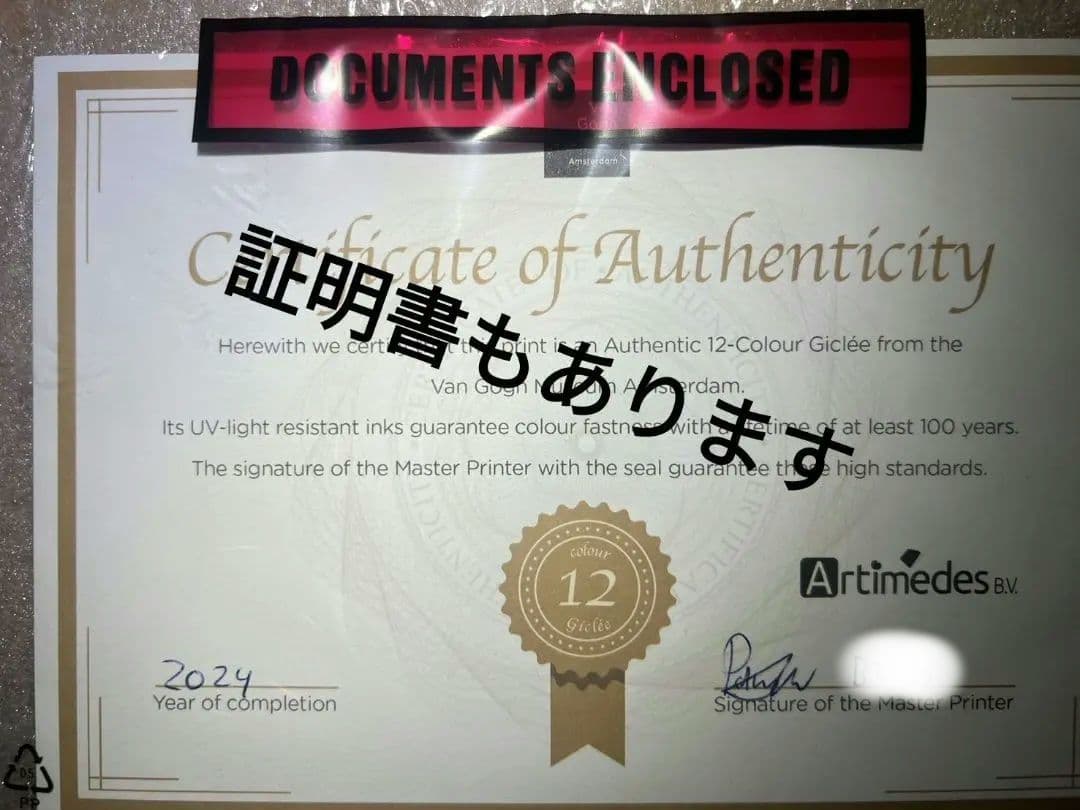 DOCUMENTS ENCLOSED
Amsterdam
Certificate of Authenticity
証明書もあります
Herewith we certi t th print is an Authentic 12-Colour Giclée from the
Van Gogh Museum Amsterdam.
Its UV-light resistant inks guarantee colour fastness with a lifetime of at least 100 years.
The signature of the Master Printer with the seal guarantee these high standards.
colour
12
Giclée
Artimedes B.V.
2024
Year of completion
Signature of the Master Printer